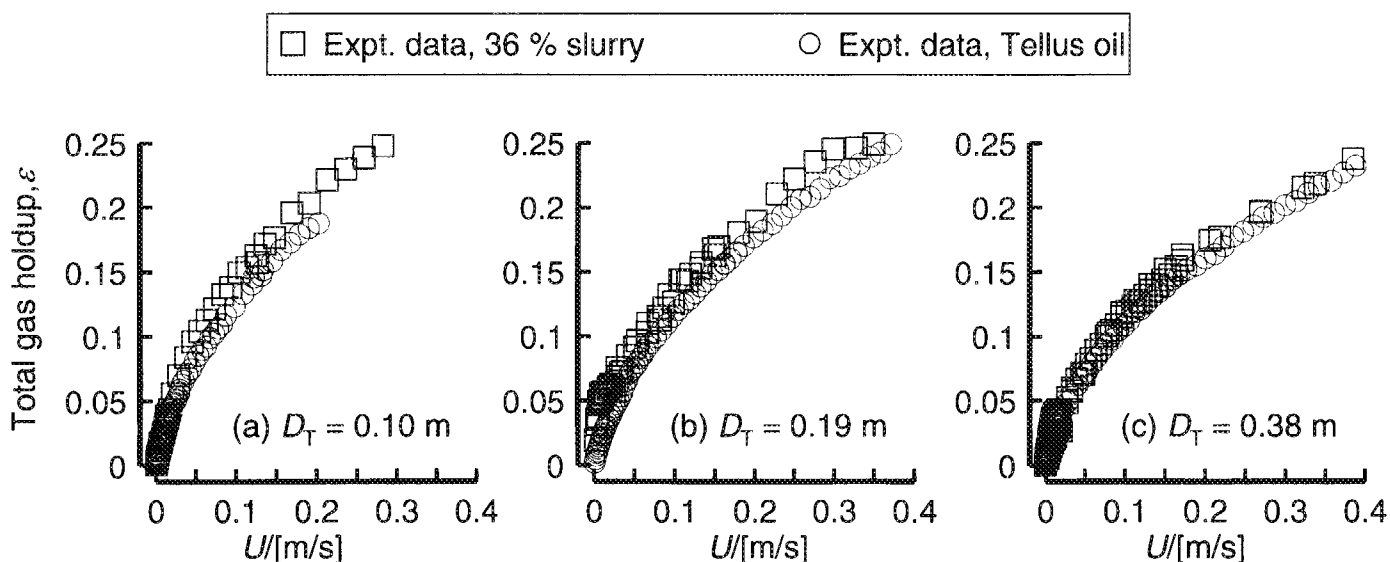 Expt. data, 36 % slurry Expt. data, Tellus oil
Total gas holdup, ε
0.25
0.2
0.15
0.1
0.05
0
(a) D_T = 0.10 m
0 0.1 0.2 0.3 0.4
U/[m/s]
0.25
0.2
0.15
0.1
0.05
0
(b) D_T = 0.19 m
0 0.1 0.2 0.3 0.4
U/[m/s]
0.25
0.2
0.15
0.1
0.05
0
(c) D_T = 0.38 m
0 0.1 0.2 0.3 0.4
U/[m/s]